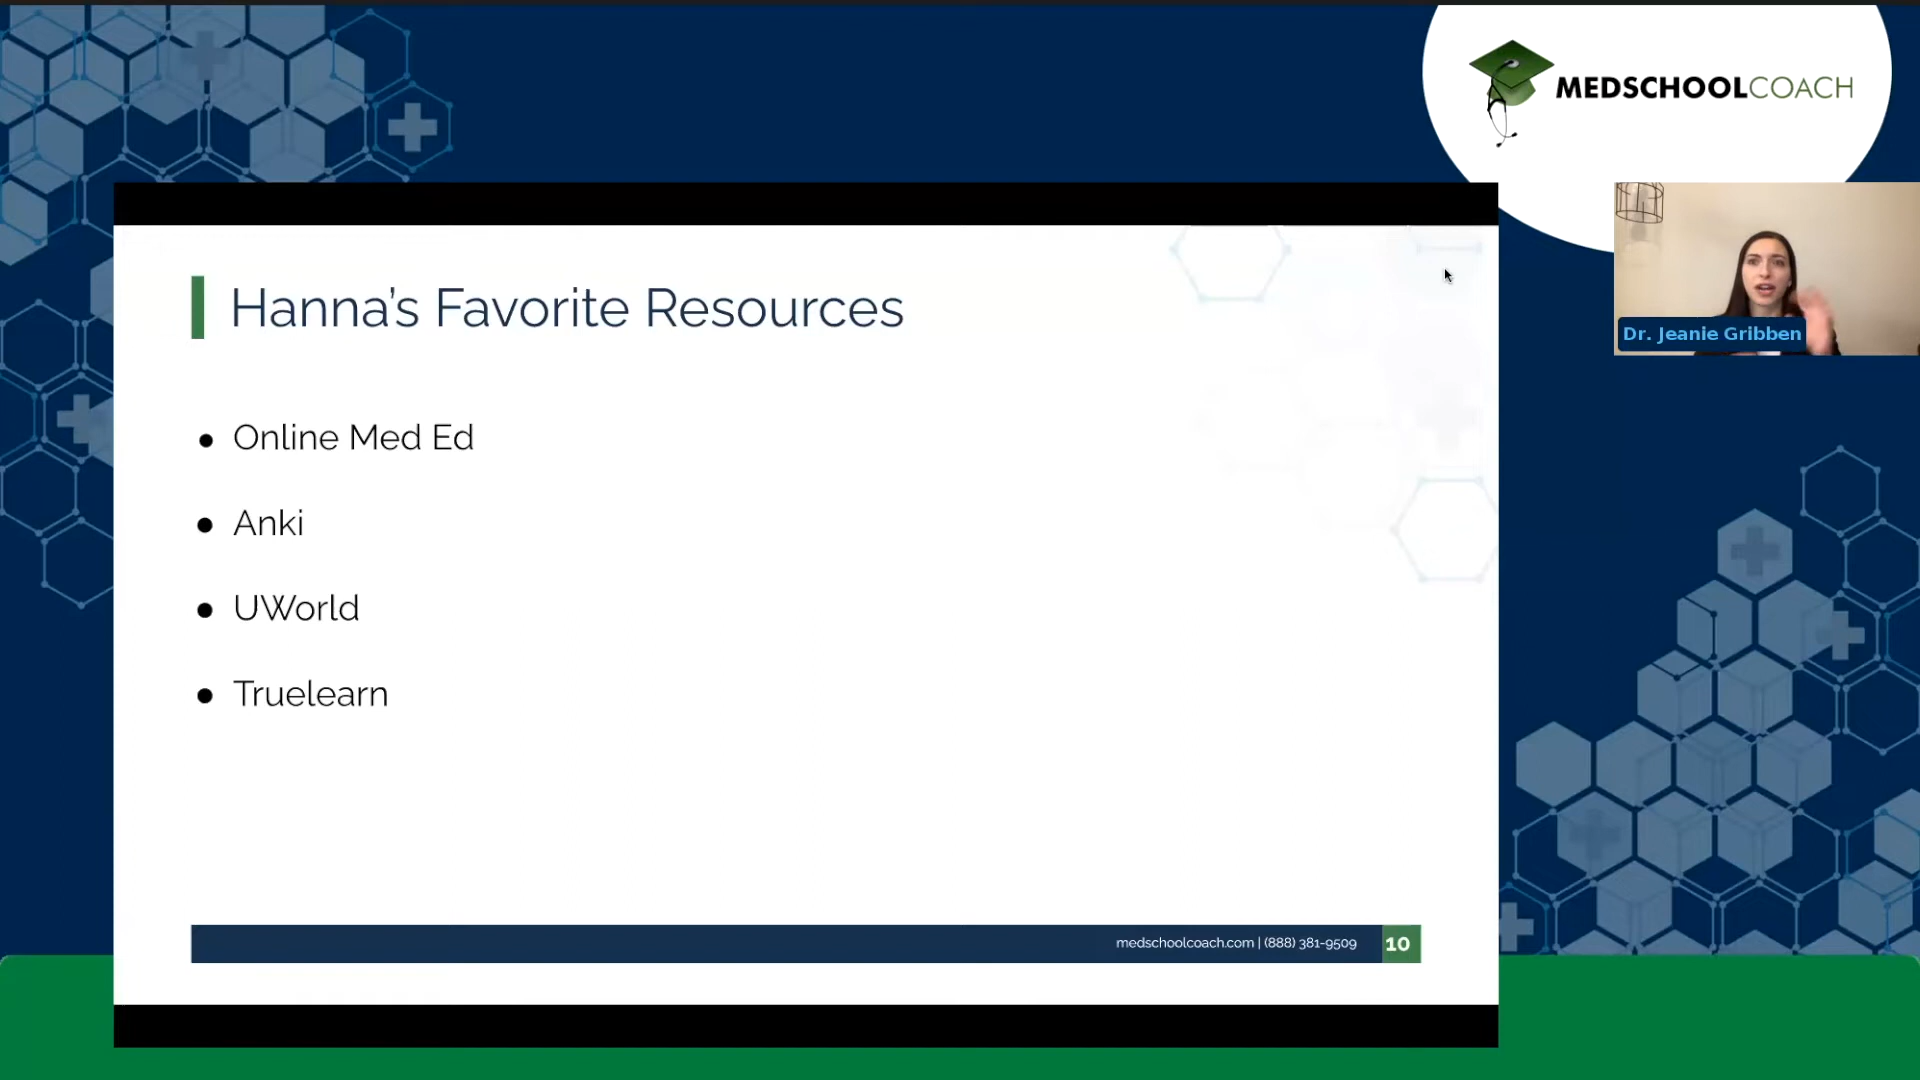 MEDSCHOOLCOACH
Dr. Jeanie Gribben
Hanna's Favorite Resources
● Online Med Ed
● Anki
● UWorld
● Truelearn
medschoolcoach.com | (888) 381-9509 10